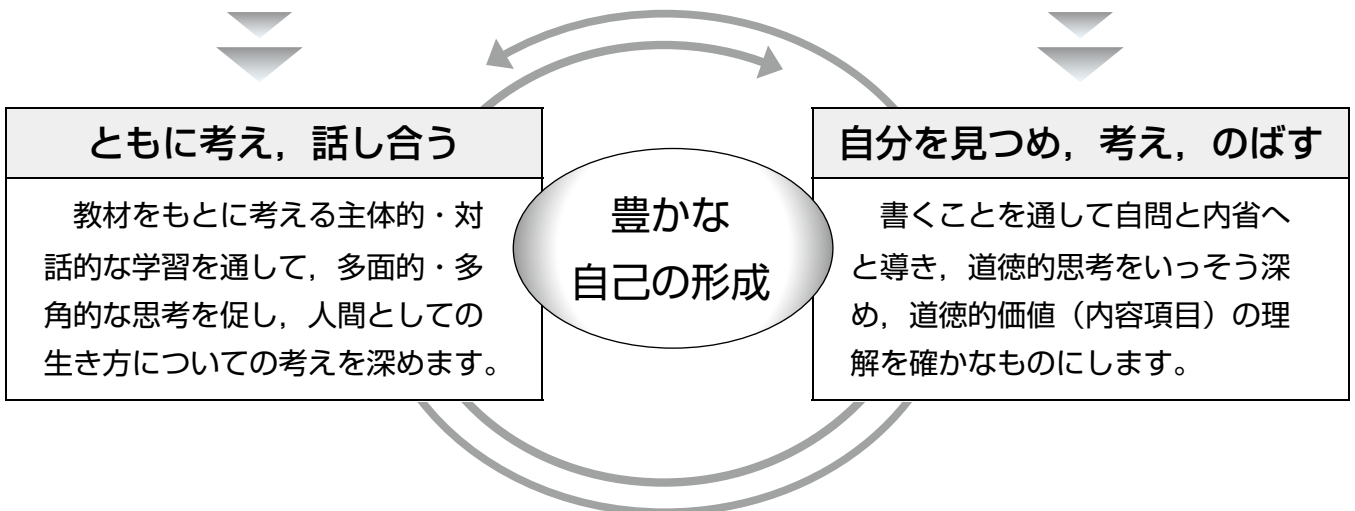 ともに考え，話し合う
教材をもとに考える主体的・対
話的な学習を通して，多面的・多
角的な思考を促し，人間としての
生き方についての考えを深めます。
豊かな
自己の形成
自分を見つめ，考え，のばす
書くことを通して自問と内省へ
と導き，道徳的思考をいっそう深
め，道徳的価値（内容項目）の理
解を確かなものにします。